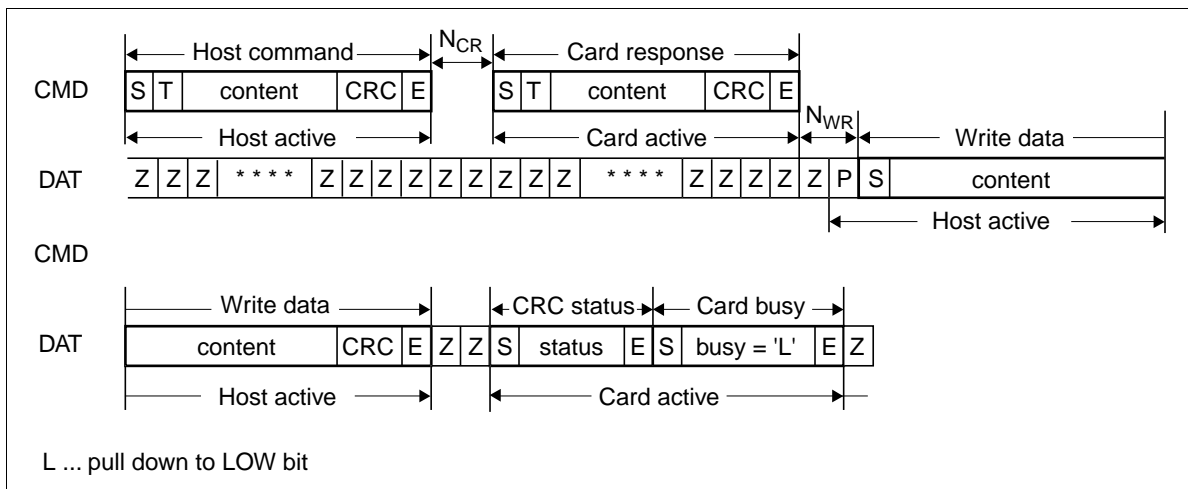 Host command N_CR Card response
CMD S T content CRC E S T content CRC E
Host active Card active N_WR Write data
DAT Z Z Z * * * * Z Z Z Z Z Z Z Z Z * * * * Z Z Z Z Z P S content
Host active
CMD
Write data CRC status Card busy
DAT content CRC E Z Z S status E S busy = 'L' E Z
Host active Card active
L ... pull down to LOW bit